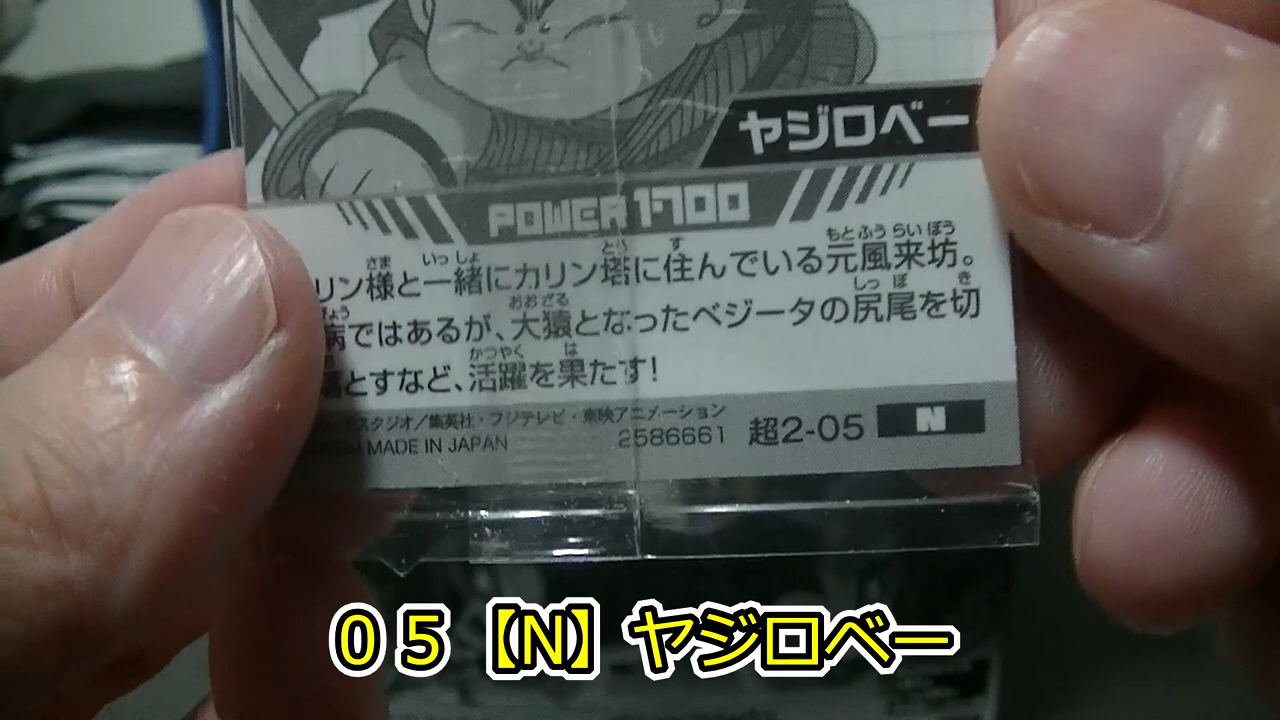 ヤジロベー
POWER 1700
リン様と一緒にカリン塔に住んでいる元風来坊。
病ではあるが、大猿となったベジータの尻尾を切
とすなど、活躍を果たす!
スタジオ/集英社・フジテレビ・東映アニメーション
MADE IN JAPAN 2586661 超2-05 N
05【N】ヤジロベー